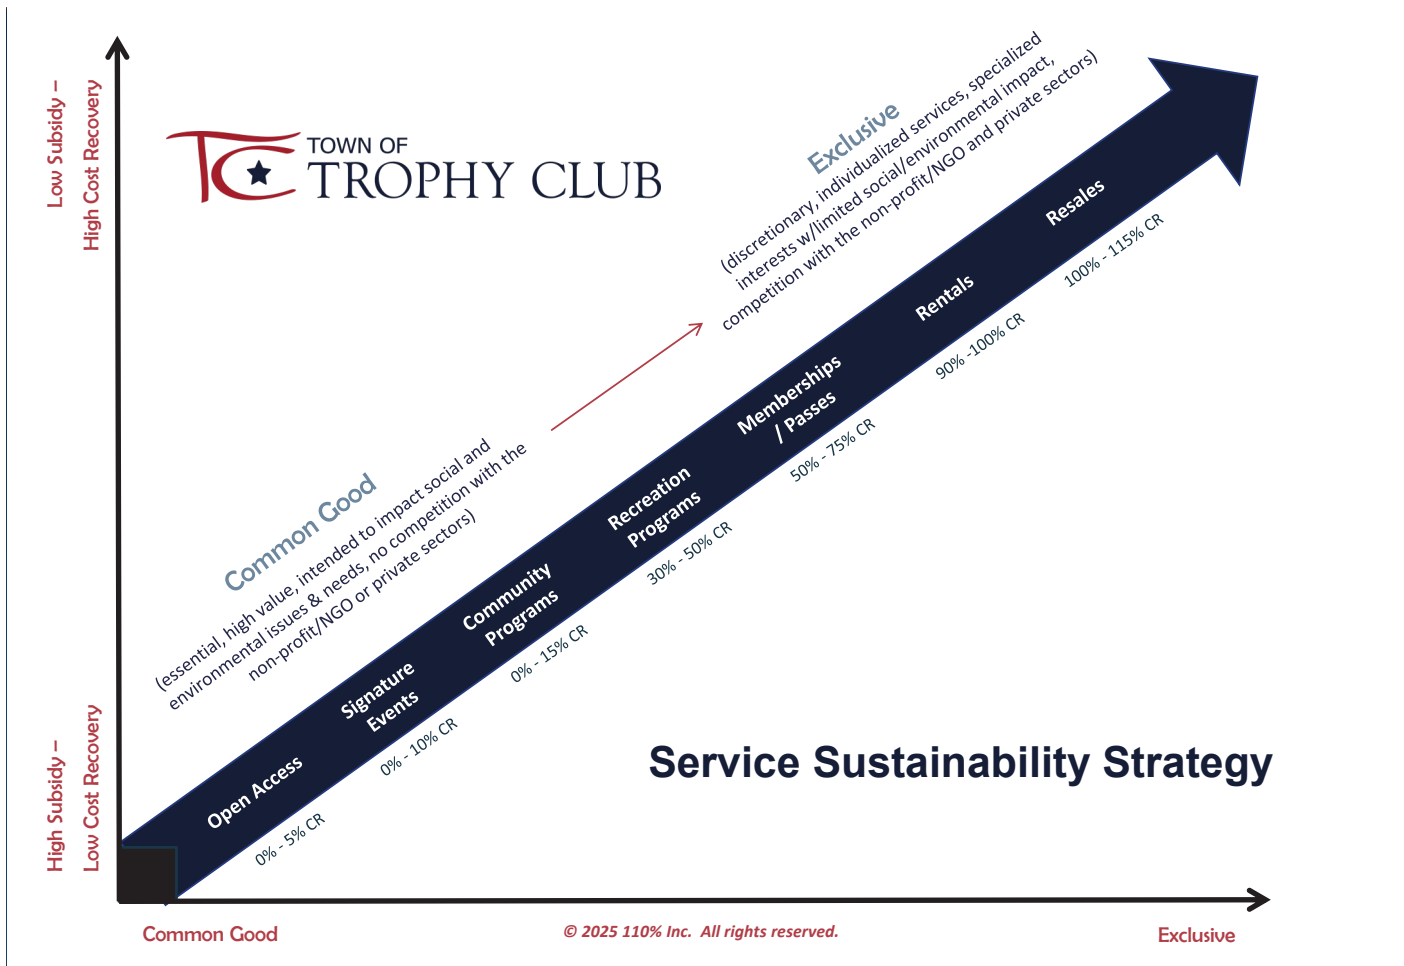 Low Subsidy –
High Cost Recovery
TOWN OF
TROPHY CLUB
Exclusive
(discretionary, individualized services, specialized
interests w/limited social/environmental impact,
competition with the non-profit/NGO and private sectors)
Common Good
(essential, high value, intended to impact social and
environmental issues & needs, no competition with the
non-profit/NGO or private sectors)
Resales
100% - 115% CR
Rentals
90% -100% CR
Memberships
/ Passes
50% - 75% CR
Recreation
Programs
30% - 50% CR
Community
Programs
0% - 15% CR
Signature
Events
0% - 10% CR
Open Access
0% - 5% CR
Service Sustainability Strategy
High Subsidy –
Low Cost Recovery
Common Good
© 2025 110% Inc. All rights reserved.
Exclusive